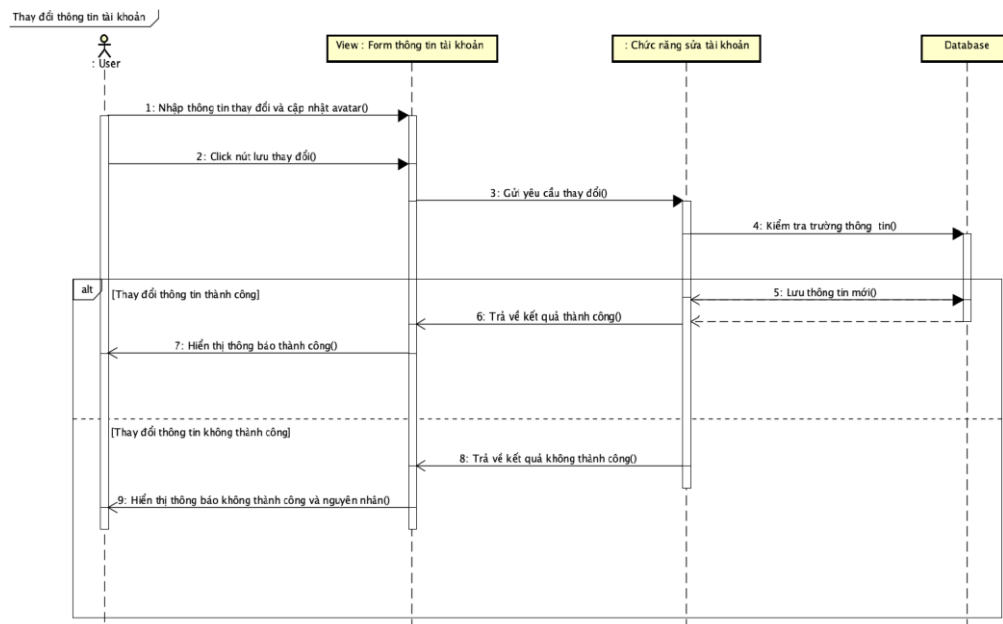 Thay đổi thông tin tài khoản
: User
View : Form thông tin tài khoản
: Chức năng sửa tài khoản
Database
1: Nhập thông tin thay đổi và cập nhật avatar()
2: Click nút lưu thay đổi()
3: Gửi yêu cầu thay đổi()
4: Kiểm tra trường thông tin()
alt
[Thay đổi thông tin thành công]
5: Lưu thông tin mới()
6: Trả về kết quả thành công()
7: Hiển thị thông báo thành công()
[Thay đổi thông tin không thành công]
8: Trả về kết quả không thành công()
9: Hiển thị thông báo không thành công và nguyên nhân()